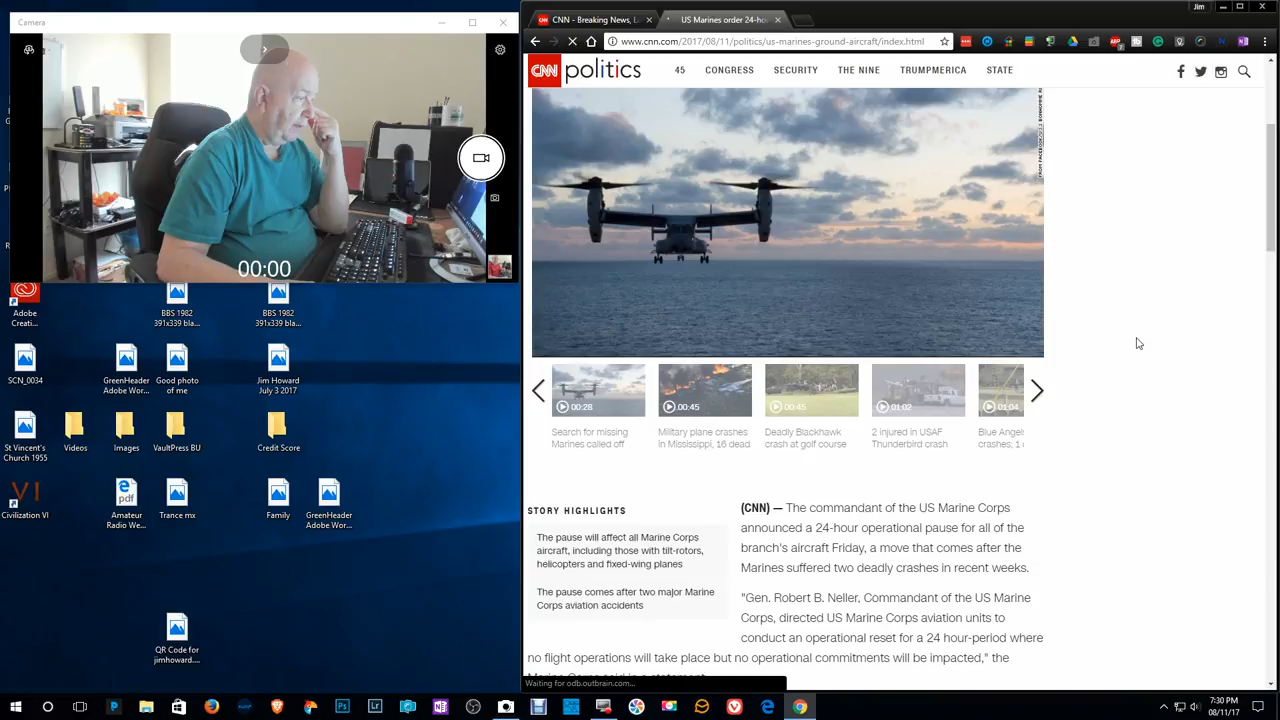 Camera
00:00
Adobe
Creati...
BBS 1982
391x339 bla...
BBS 1982
391x339 bla...
SCN_0034
GreenHeader
Adobe Wor...
Good photo
of me
Jim Howard
July 3 2017
St Vincent's
Church 1955
Videos
Images
VaultPress BU
Credit Score
Civilization VI
Amateur
Radio We...
Trance mx
Family
GreenHeader
Adobe Wor...
QR Code for
jimhoward....
Jim
CNN - Breaking News, L
US Marines order 24-ho
www.cnn.com/2017/08/11/politics/us-marines-ground-aircraft/index.html
CNN politics
45 CONGRESS SECURITY THE NINE TRUMPMERICA STATE
00:28
00:45
00:45
01:02
01:04
Search for missing
Marines called off
Military plane crashes
in Mississippi, 16 dead
Deadly Blackhawk
crash at golf course
2 injured in USAF
Thunderbird crash
Blue Angel
crashes; 1
STORY HIGHLIGHTS
The pause will affect all Marine Corps
aircraft, including those with tilt-rotors,
helicopters and fixed-wing planes
The pause comes after two major Marine
Corps aviation accidents
(CNN) — The commandant of the US Marine Corps
announced a 24-hour operational pause for all of the
branch's aircraft Friday, a move that comes after the
Marines suffered two deadly crashes in recent weeks.
"Gen. Robert B. Neller, Commandant of the US Marine
Corps, directed US Marine Corps aviation units to
conduct an operational reset for a 24 hour-period where
no flight operations will take place but no operational commitments will be impacted," the
Waiting for odb.outbrain.com...
7:30 PM
08/11/17